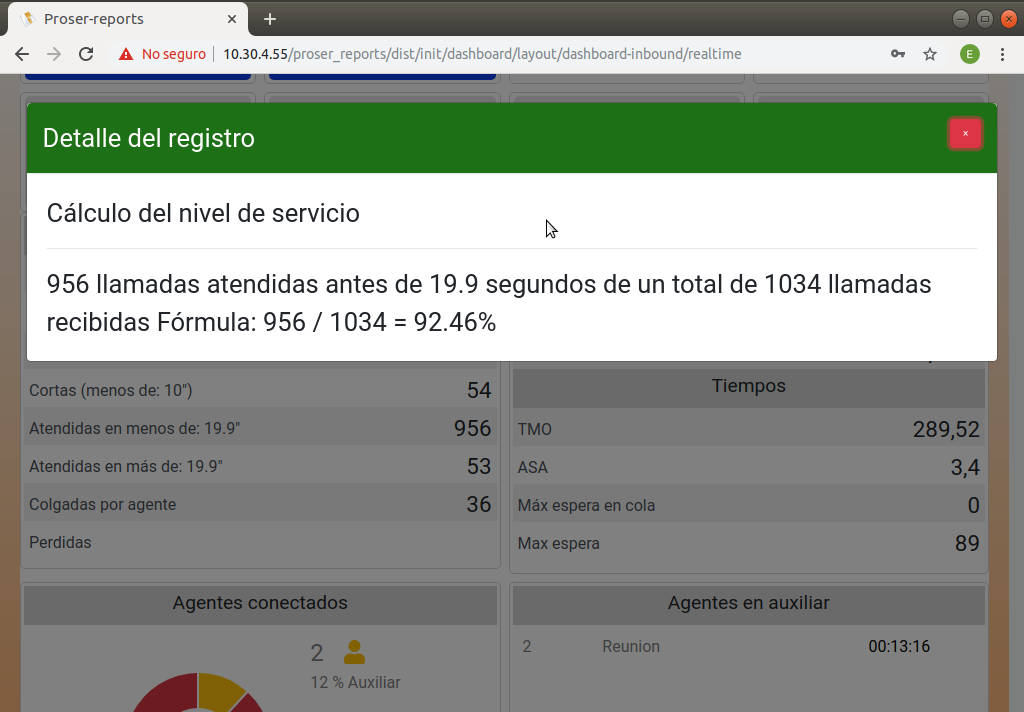 Proser-reports
No seguro
10.30.4.55/proser_reports/dist/init/dashboard/layout/dashboard-inbound/realtime
E
Detalle del registro
×
Cálculo del nivel de servicio
956 llamadas atendidas antes de 19.9 segundos de un total de 1034 llamadas
recibidas Fórmula: 956 / 1034 = 92.46%
Cortas (menos de: 10") 54
Atendidas en menos de: 19.9" 956
Atendidas en más de: 19.9" 53
Colgadas por agente 36
Perdidas
Tiempos
TMO 289,52
ASA 3,4
Máx espera en cola 0
Max espera 89
Agentes conectados
2
12 % Auxiliar
Agentes en auxiliar
2 Reunion 00:13:16